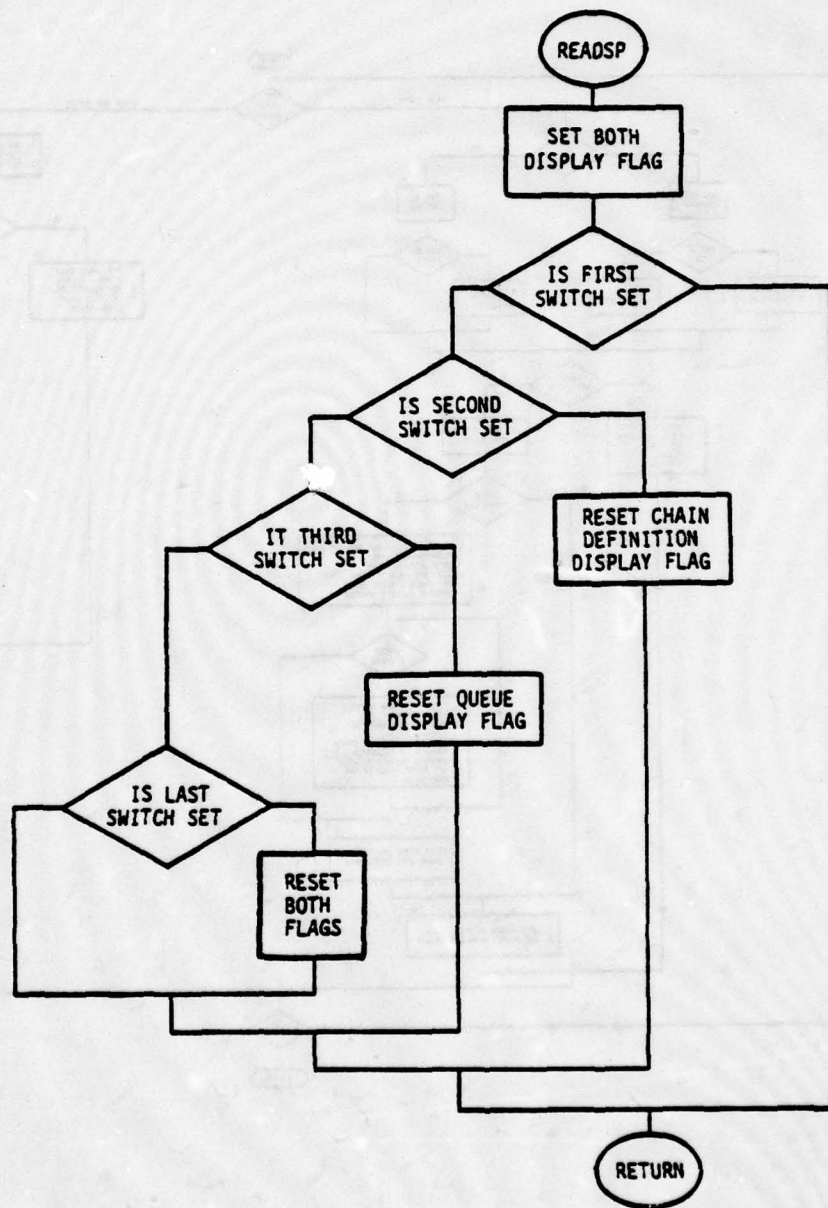 READSP
SET BOTH
DISPLAY FLAG
IS FIRST
SWITCH SET
IS SECOND
SWITCH SET
IT THIRD
SWITCH SET
RESET CHAIN
DEFINITION
DISPLAY FLAG
RESET QUEUE
DISPLAY FLAG
IS LAST
SWITCH SET
RESET
BOTH
FLAGS
RETURN